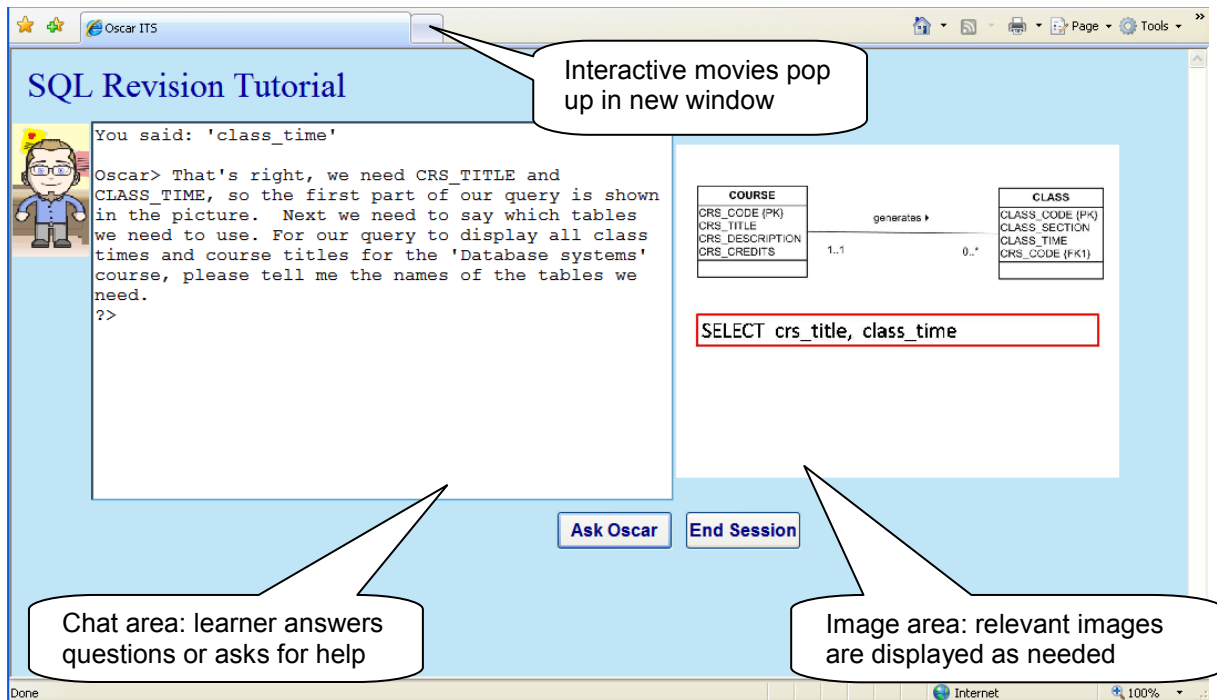 Oscar ITS
Page
Tools
»
Interactive movies pop
up in new window
SQL Revision Tutorial
You said: 'class_time'
Oscar> That's right, we need CRS_TITLE and
CLASS_TIME, so the first part of our query is shown
in the picture.  Next we need to say which tables
we need to use. For our query to display all class
times and course titles for the 'Database systems'
course, please tell me the names of the tables we
need.
?>
COURSE
CRS_CODE {PK}
CRS_TITLE
CRS_DESCRIPTION
CRS_CREDITS
generates
1..1
0..*
CLASS
CLASS_CODE {PK}
CLASS_SECTION
CLASS_TIME
CRS_CODE {FK1}
SELECT crs_title, class_time
Ask Oscar
End Session
Chat area: learner answers
questions or asks for help
Image area: relevant images
are displayed as needed
Done
Internet
100%